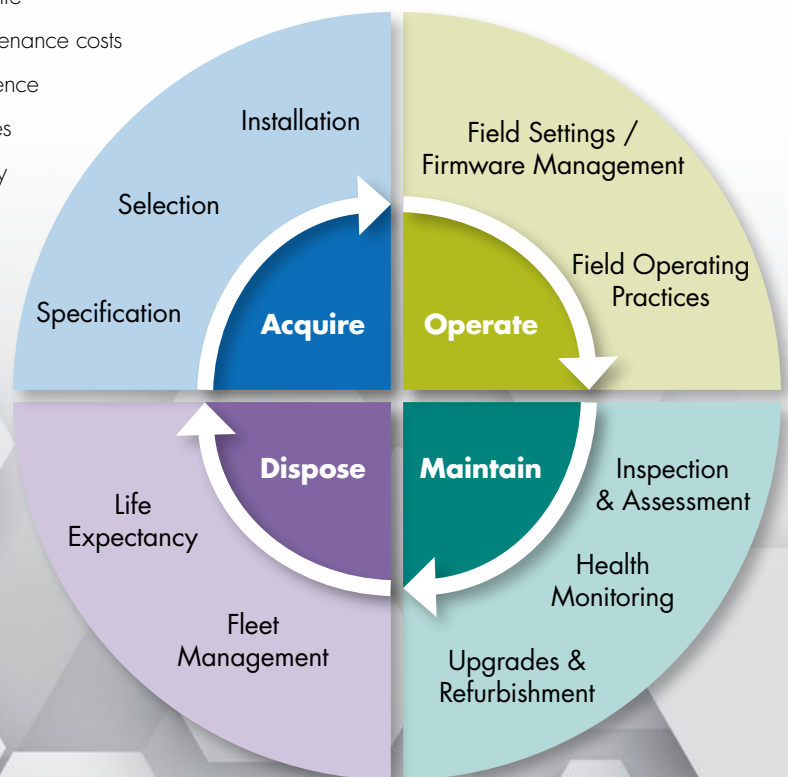 enance costs
Installation
Selection
Specification
Acquire
Field Settings /
Firmware Management
Field Operating
Practices
Operate
Maintain
Inspection
& Assessment
Health
Monitoring
Upgrades &
Refurbishment
Dispose
Life
Expectancy
Fleet
Management